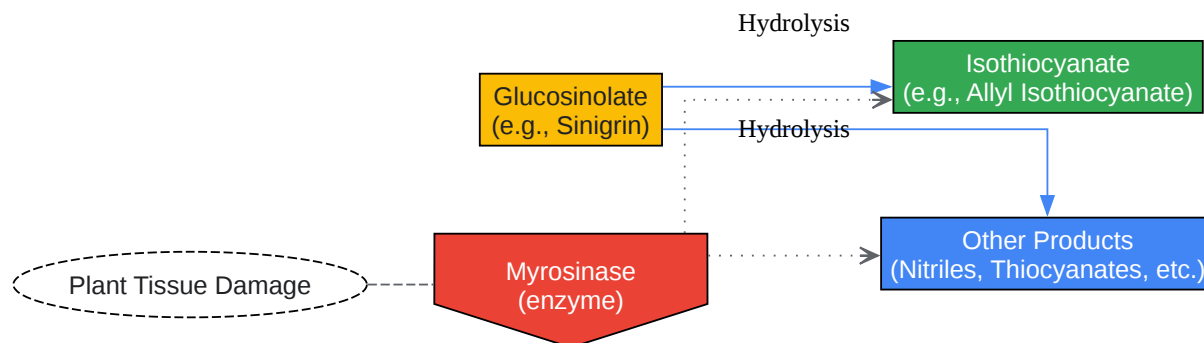 Hydrolysis
Isothiocyanate
(e.g., Allyl Isothiocyanate)
Glucosinolate
(e.g., Sinigrin)
Hydrolysis
Other Products
(Nitriles, Thiocyanates, etc.)
Myrosinase
(enzyme)
Plant Tissue Damage